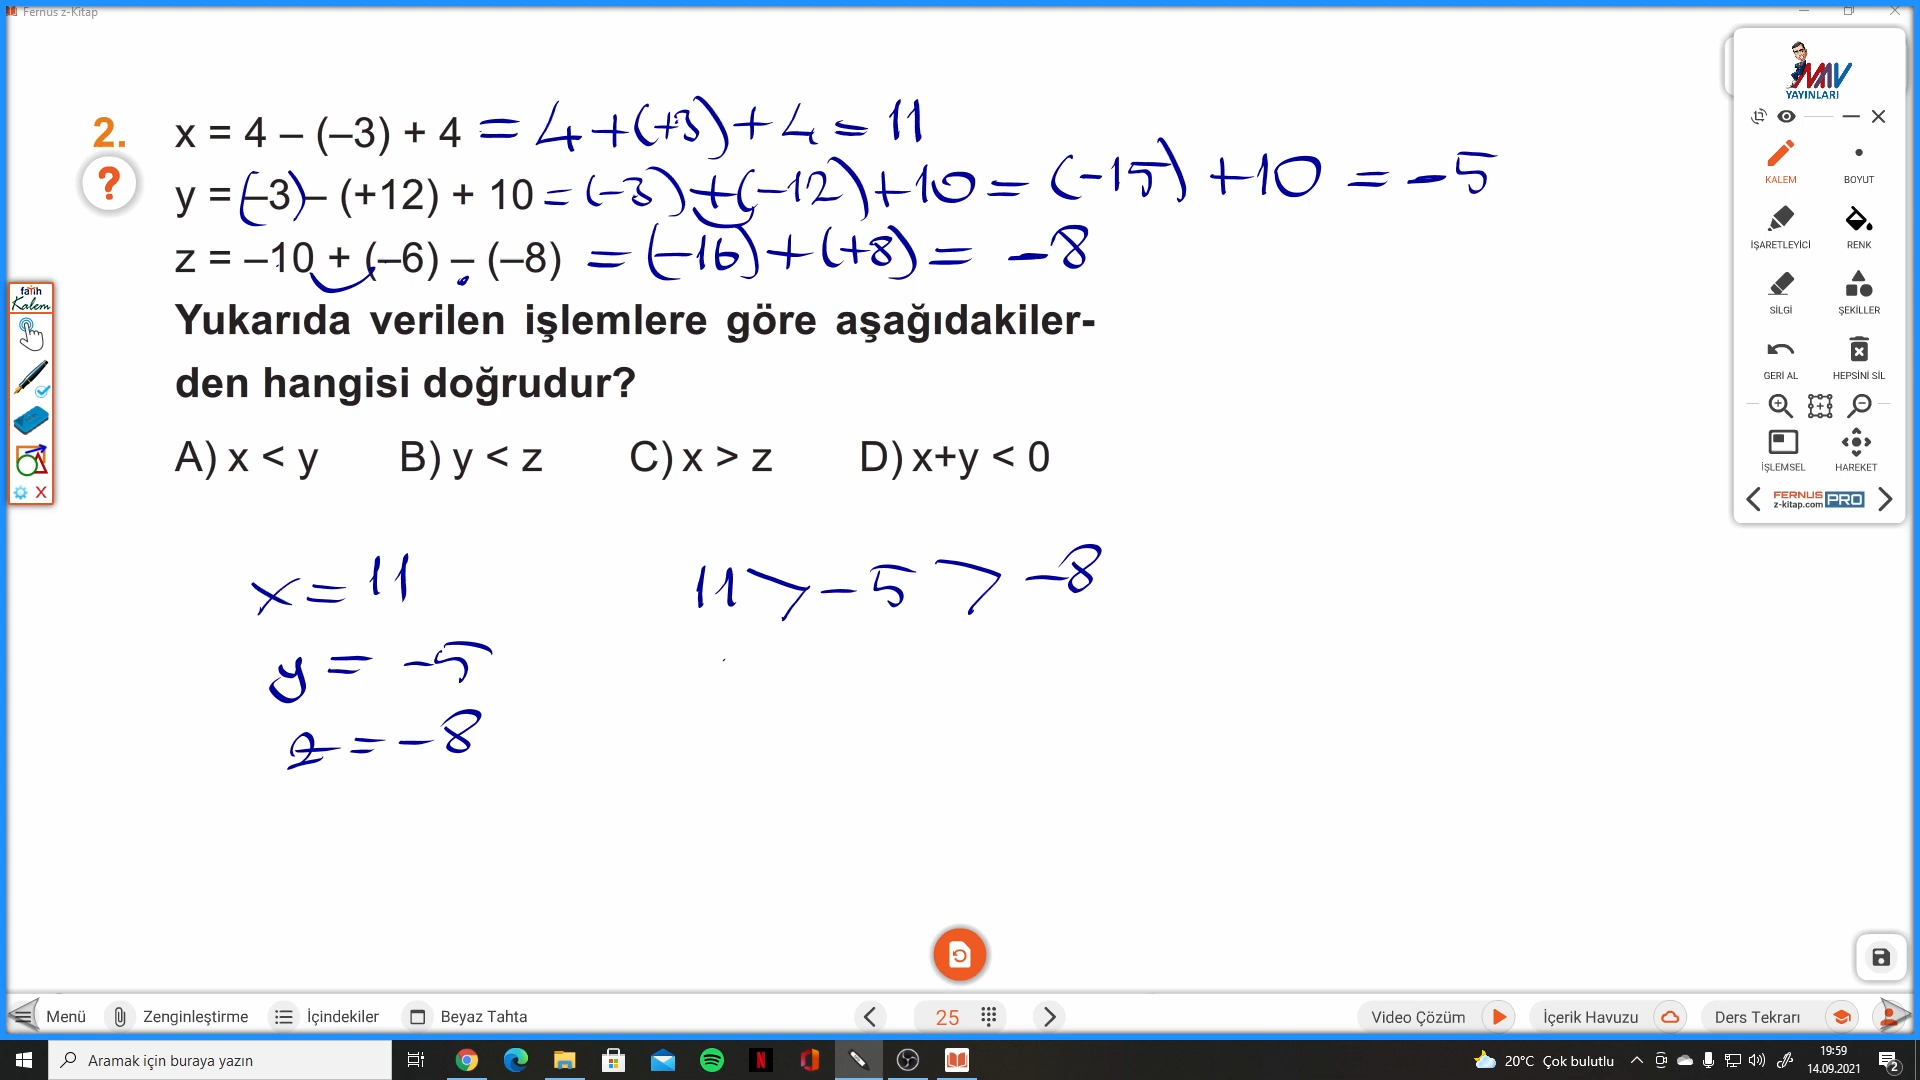 Fernus z-Kitap
MAV
YAYINLARI
2. x = 4 – (–3) + 4 = 4 + (+3) + 4 = 11
? y = (–3) – (+12) + 10 = (-3) + (-12) + 10 = (-15) + 10 = -5
z = –10 + (–6) – (–8) = (-16) + (+8) = -8
Yukarıda verilen işlemlere göre aşağıdakiler-
den hangisi doğrudur?
A) x < y B) y < z C) x > z D) x+y < 0
x = 11
y = -5
z = -8
11 > -5 > -8
fatih
Kalem
X
KALEM BOYUT
İŞARETLEYİCİ RENK
SİLGİ ŞEKİLLER
GERİ AL HEPSİNİ SİL
İŞLEMSEL HAREKET
FERNUS PRO
z-kitap.com
Menü Zenginleştirme İçindekiler Beyaz Tahta 25 Video Çözüm İçerik Havuzu Ders Tekrarı
Aramak için buraya yazın 20°C Çok bulutlu 19:59
14.09.2021 2